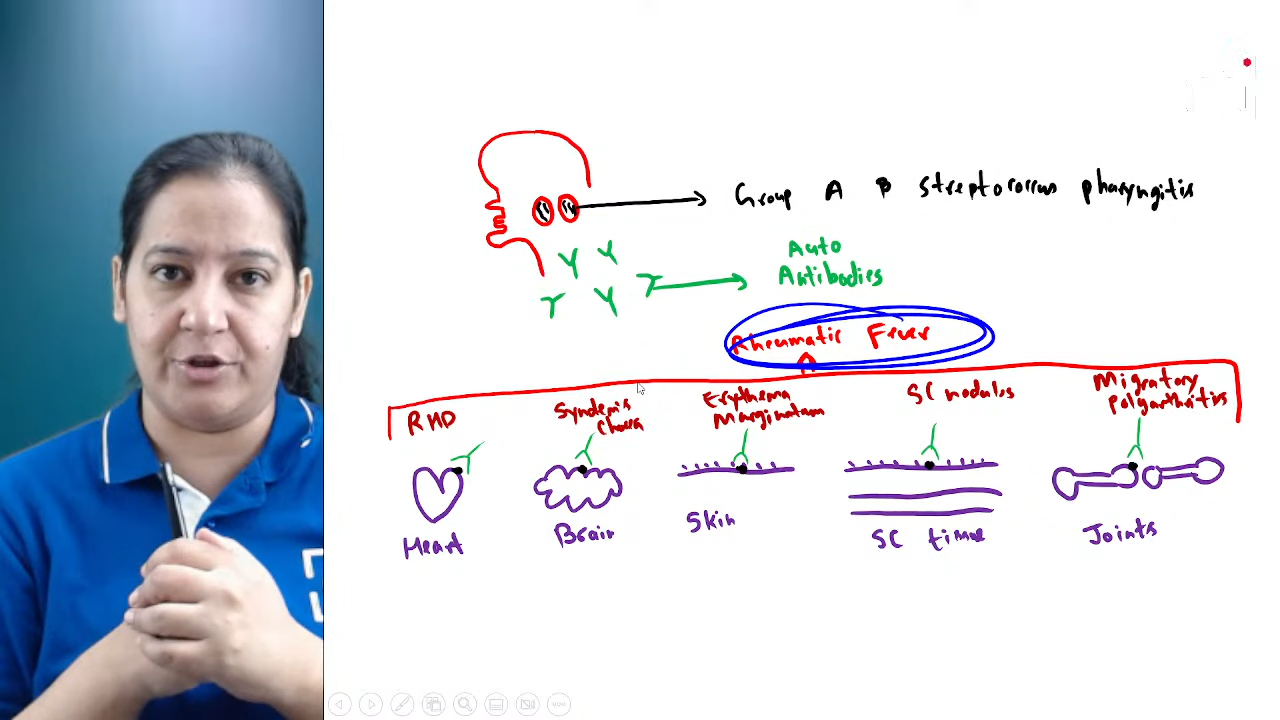 Group A β streptococcus pharyngitis
Auto
Antibodies
Rheumatic Fever
RHD
Syndem's
Chorea
Erythema
Marginatum
SC nodules
Migratory
polyarthritis
Heart
Brain
Skin
SC tissue
Joints